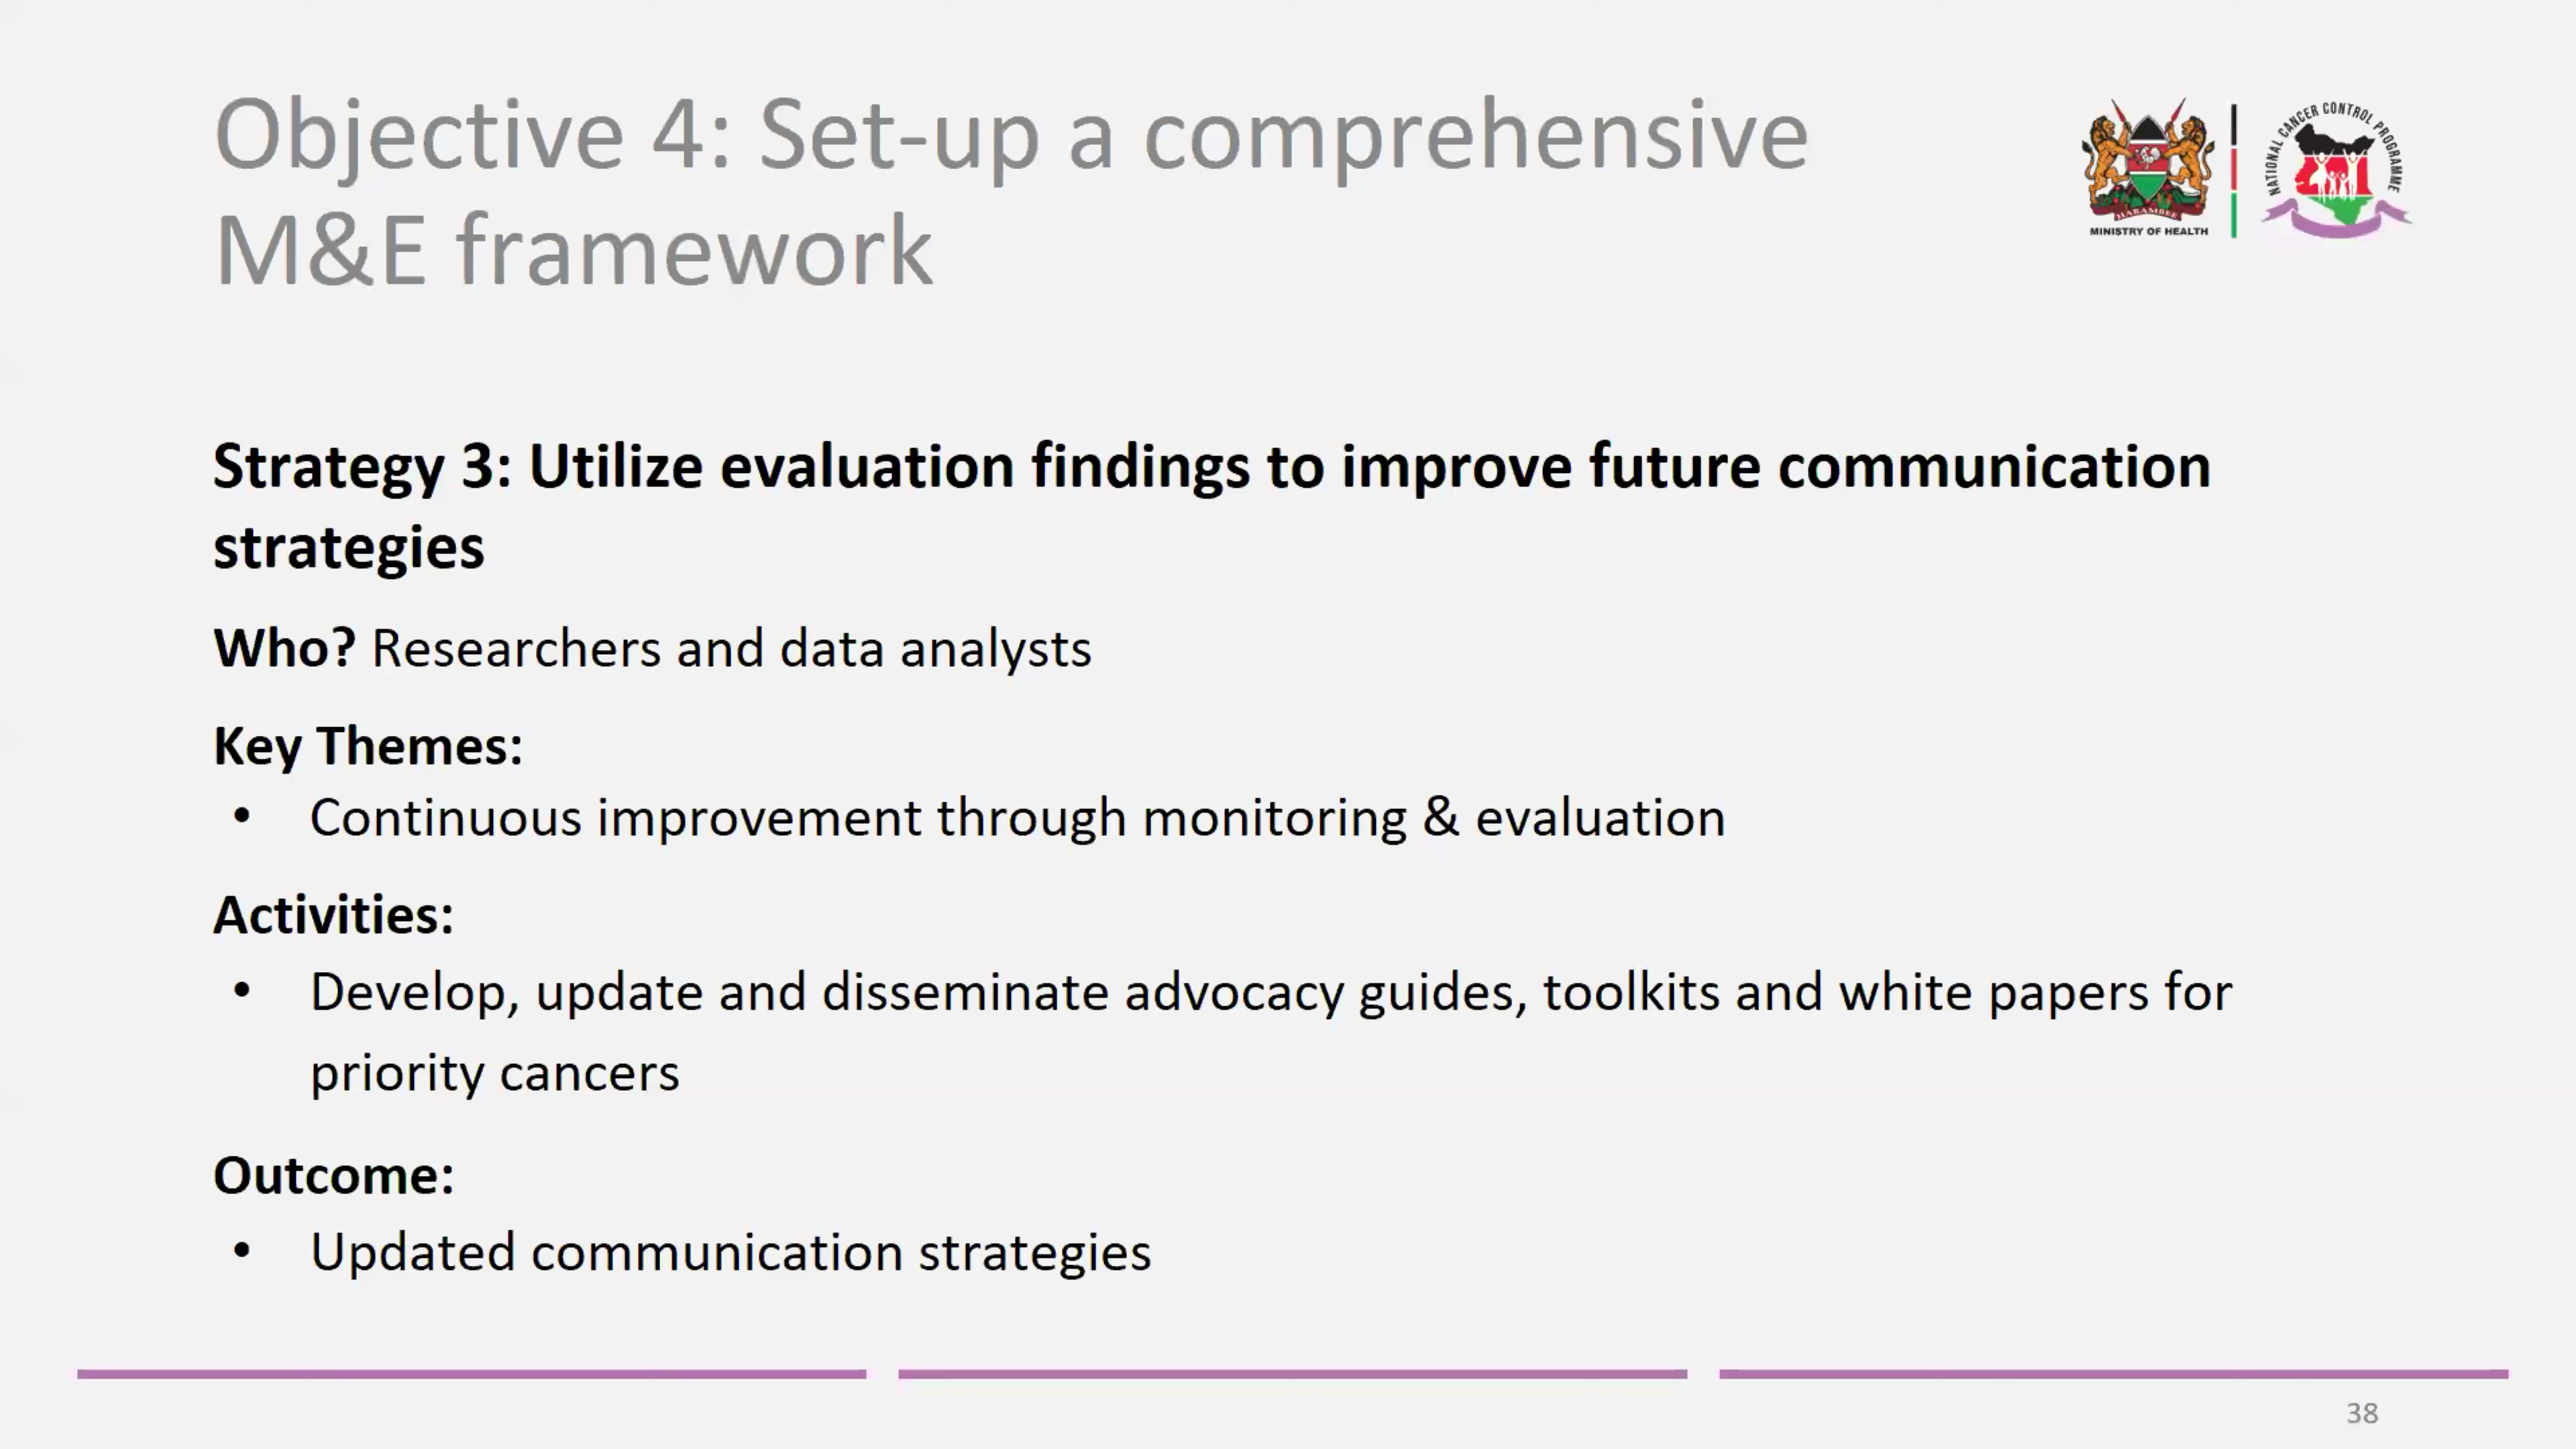 Objective 4: Set-up a comprehensive
M&E framework
HARAMBEE
MINISTRY OF HEALTH
NATIONAL CANCER CONTROL PROGRAMME
Strategy 3: Utilize evaluation findings to improve future communication
strategies
Who? Researchers and data analysts
Key Themes:
• Continuous improvement through monitoring & evaluation
Activities:
• Develop, update and disseminate advocacy guides, toolkits and white papers for
priority cancers
Outcome:
• Updated communication strategies
38